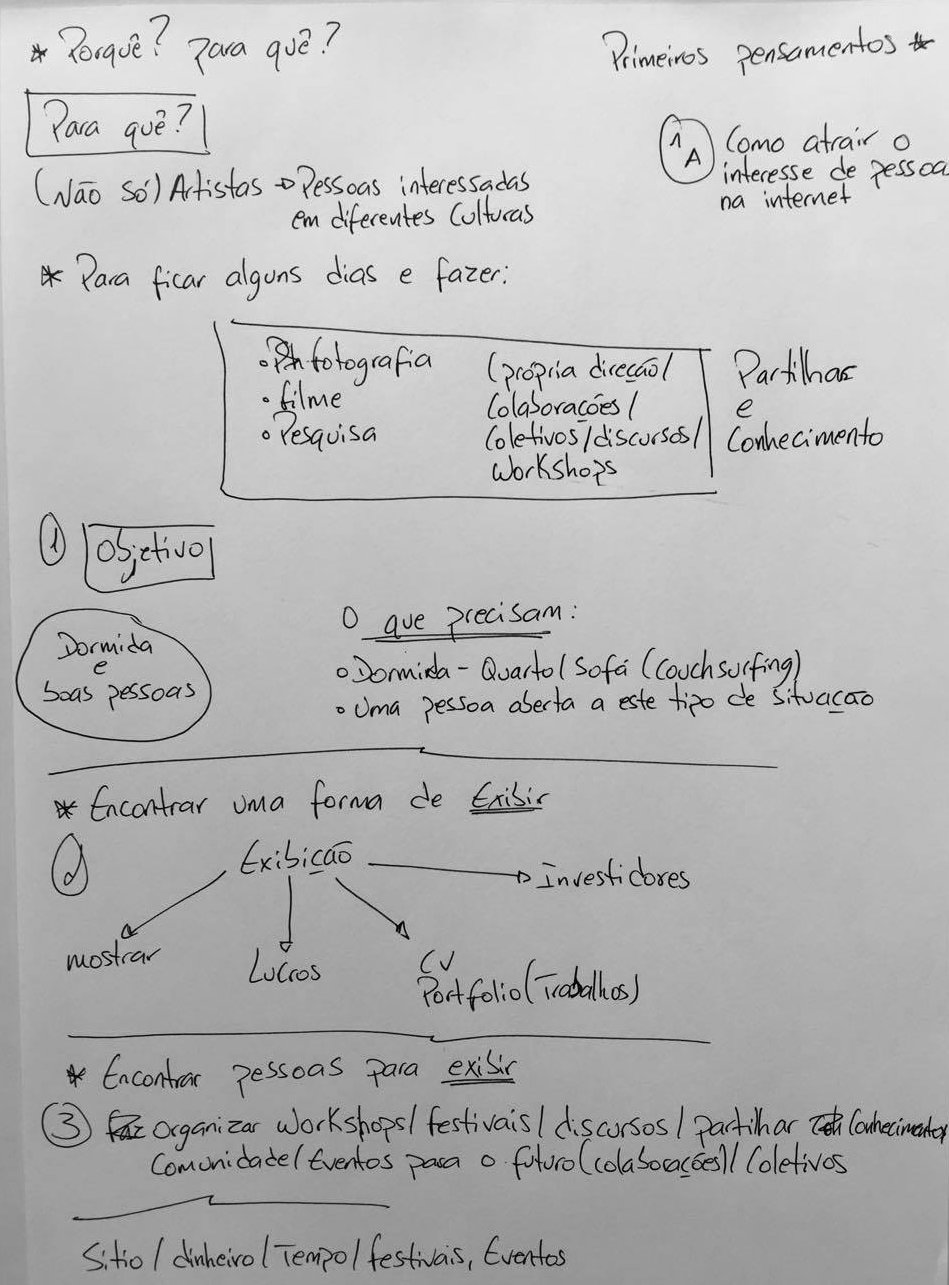 * Porquê? Para quê?
Primeiros pensamentos *
Para quê?
1A Como atrair o
interesse de pessoa
na internet
(Não só) Artistas → Pessoas interessadas
em diferentes Culturas
* Para ficar alguns dias e fazer:
• fotografia
• filme
• Pesquisa
(própria direção/
Colaborações/
Coletivos/discursos/
Workshops
Partilhas
e
Conhecimento
1 Objetivo
Dormida
e
boas pessoas
O que precisam:
• Dormida - Quarto/Sofá (Couchsurfing)
• Uma pessoa aberta a este tipo de situação
* Encontrar uma forma de Exibir
2
Exibição
→ Investidores
mostrar
Lucros
CV
Portfolio (Trabalhos)
* Encontrar pessoas para exibir
3 organizar workshops/festivais/discursos/partilhar Conhecimentos
Comunidade/Eventos para o futuro (colaborações)/Coletivos
Sítio/dinheiro/Tempo/festivais, Eventos